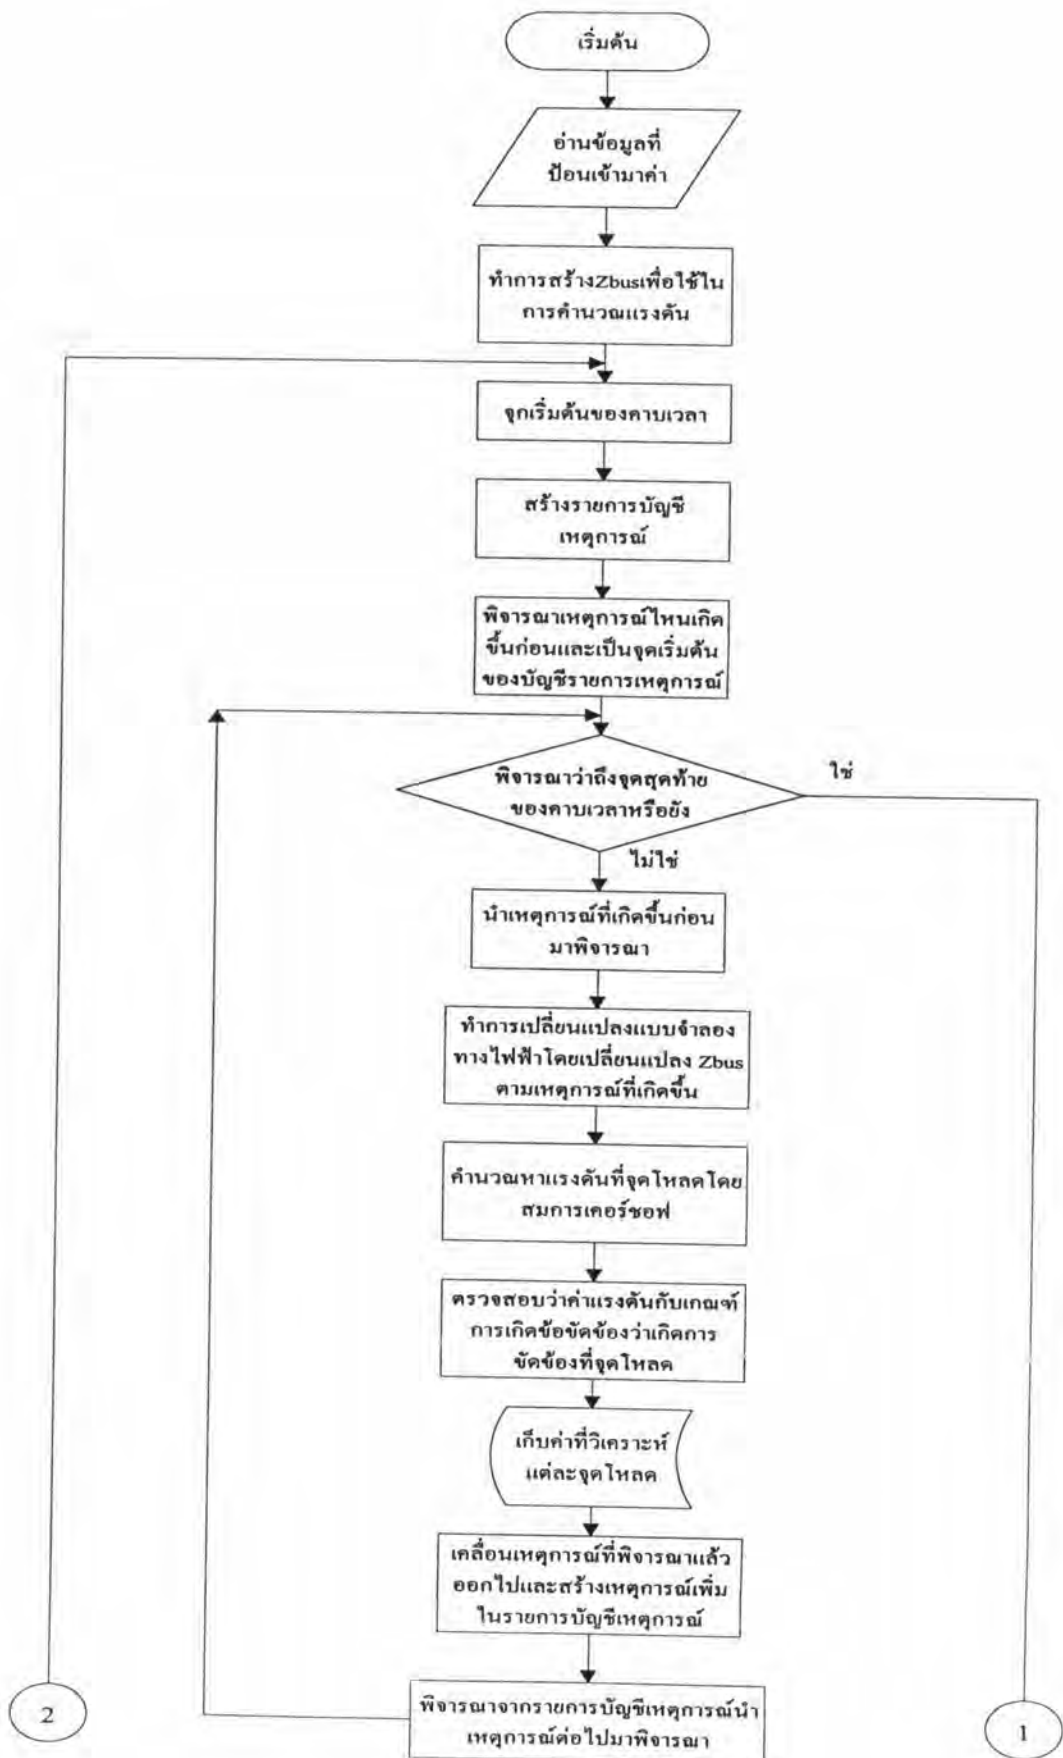 เริ่มต้น
อ่านข้อมูลที่
ป้อนเข้ามาค่า
ทำการสร้างZbusเพื่อใช้ใน
การคำนวณแรงดัน
จุดเริ่มต้นของคาบเวลา
สร้างรายการบัญชี
เหตุการณ์
พิจารณาเหตุการณ์ไหนเกิด
ขึ้นก่อนและเป็นจุดเริ่มต้น
ของบัญชีรายการเหตุการณ์
พิจารณาว่าถึงจุดสุดท้าย
ของคาบเวลาหรือยัง
ใช่
ไม่ใช่
นำเหตุการณ์ที่เกิดขึ้นก่อน
มาพิจารณา
ทำการเปลี่ยนแปลงแบบจำลอง
ทางไฟฟ้าโดยเปลี่ยนแปลง Zbus
ตามเหตุการณ์ที่เกิดขึ้น
คำนวณหาแรงดันที่จุดโหลดโดย
สมการเคอร์ชอฟ
ตรวจสอบว่าค่าแรงดันกับเกณฑ์
การเกิดข้อขัดข้องว่าเกิดการ
ขัดข้องที่จุดโหลด
เก็บค่าที่วิเคราะห์
แต่ละจุดโหลด
เคลื่อนเหตุการณ์ที่พิจารณาแล้ว
ออกไปและสร้างเหตุการณ์เพิ่ม
ในรายการบัญชีเหตุการณ์
พิจารณาจากรายการบัญชีเหตุการณ์นำ
เหตุการณ์ต่อไปมาพิจารณา
2
1